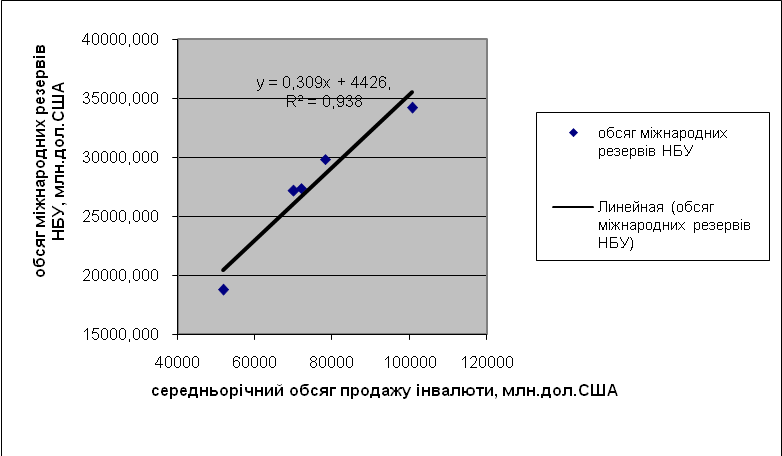 обсяг міжнародних резервів
НБУ, млн.дол.США
40000,000
35000,000
30000,000
25000,000
20000,000
15000,000
y = 0,309x + 4426,
R² = 0,938
40000
60000
80000
100000
120000
середньорічний обсяг продажу інвалюти, млн.дол.США
обсяг міжнародних
резервів НБУ
Линейная (обсяг
міжнародних резервів
НБУ)